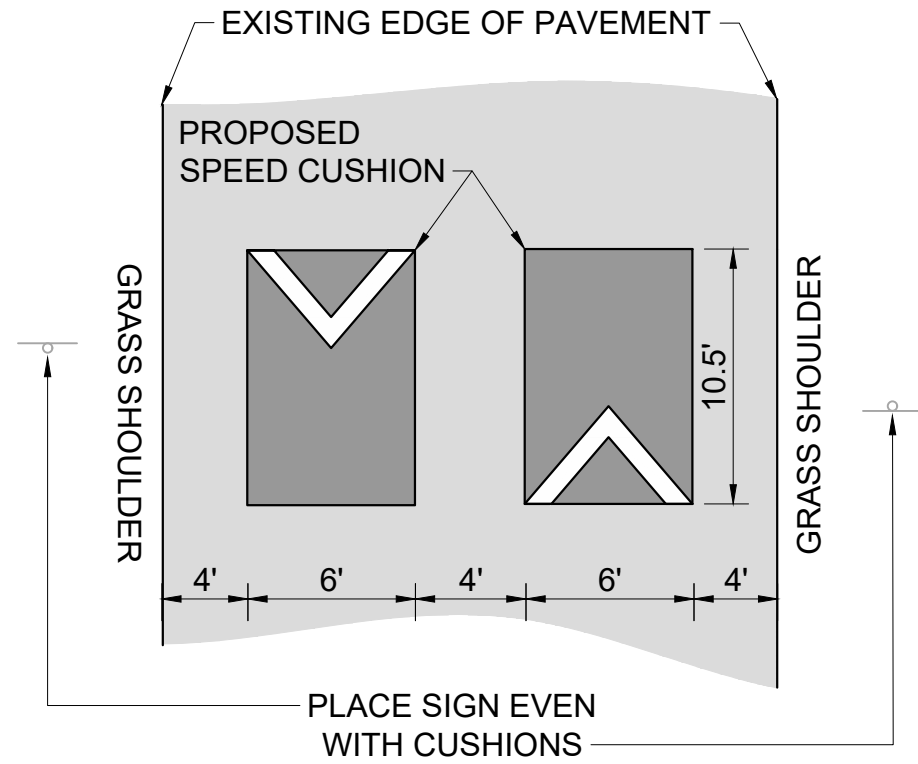 EXISTING EDGE OF PAVEMENT
PROPOSED
SPEED CUSHION
GRASS SHOULDER
GRASS SHOULDER
10.5'
4'
6'
4'
6'
4'
PLACE SIGN EVEN
WITH CUSHIONS